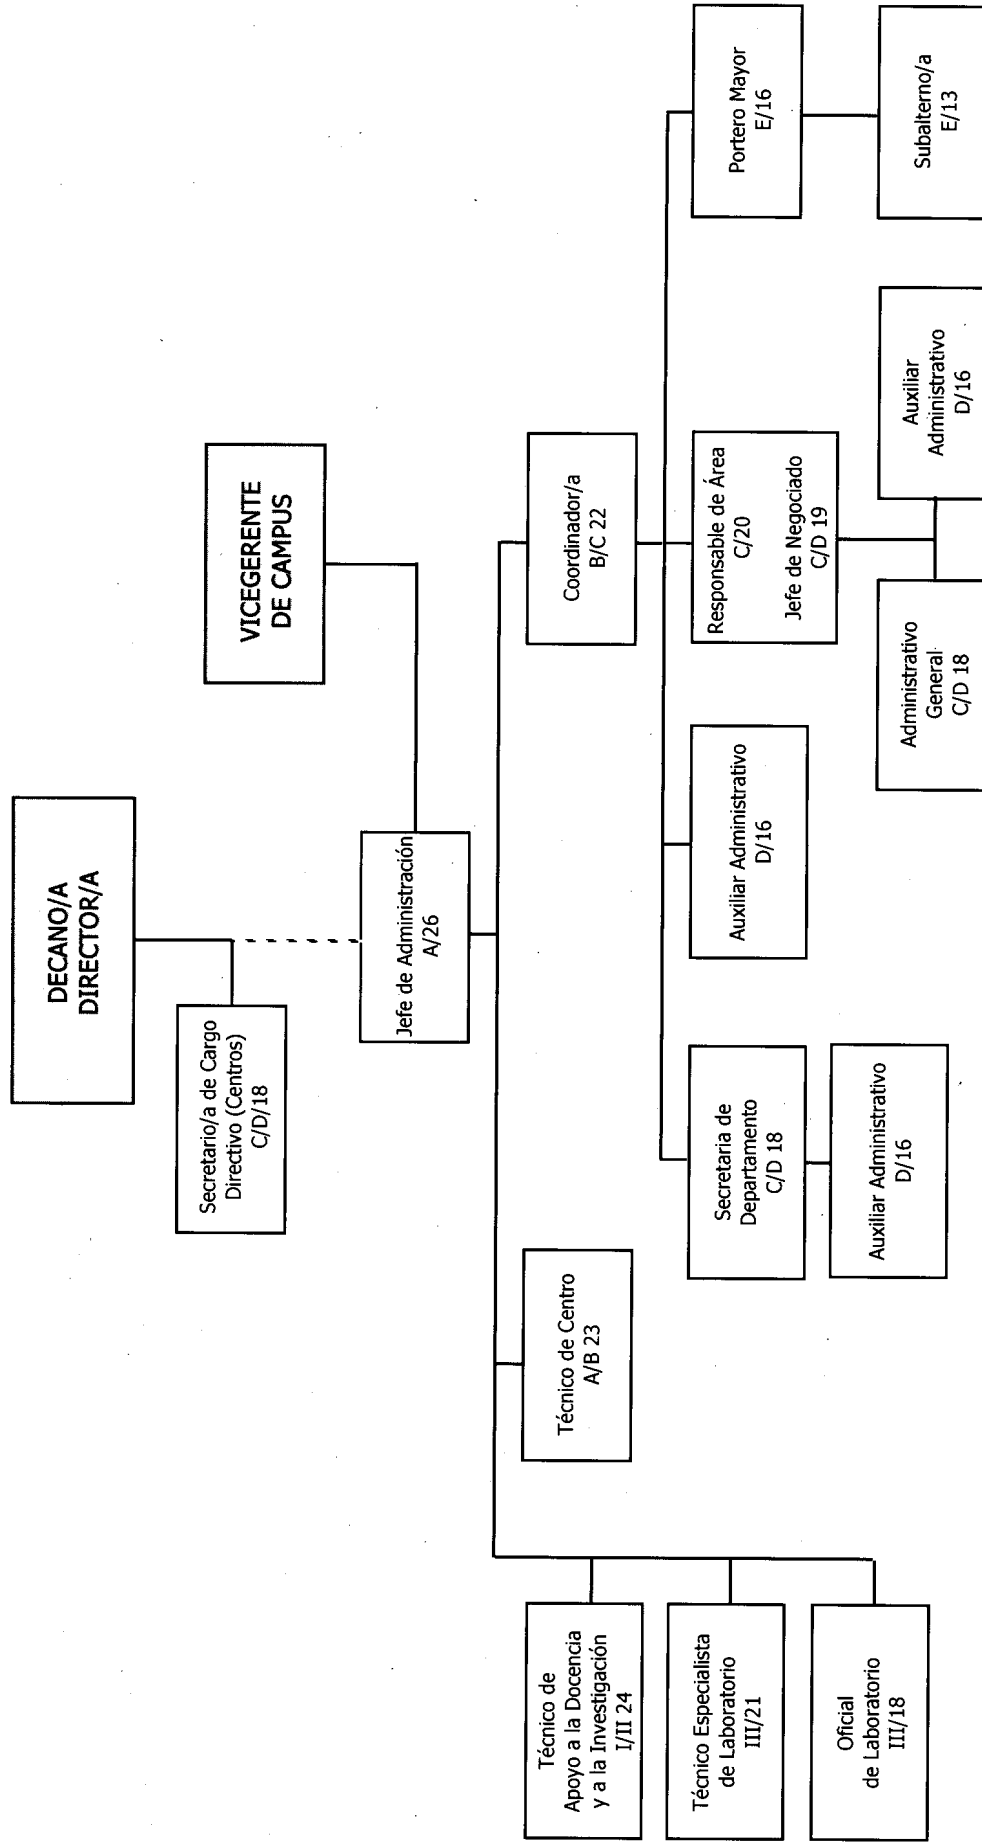 DECANO/A
DIRECTOR/A
Secretario/a de Cargo
Directivo (Centros)
C/D/18
VICEGERENTE
DE CAMPUS
Jefe de Administración
A/26
Técnico de
Apoyo a la Docencia
y a la Investigación
I/II 24
Técnico Especialista
de Laboratorio
III/21
Oficial
de Laboratorio
III/18
Técnico de Centro
A/B 23
Coordinador/a
B/C 22
Secretaria de
Departamento
C/D 18
Auxiliar Administrativo
D/16
Auxiliar Administrativo
D/16
Responsable de Área
C/20
Jefe de Negociado
C/D 19
Administrativo
General
C/D 18
Auxiliar
Administrativo
D/16
Portero Mayor
E/16
Subalterno/a
E/13